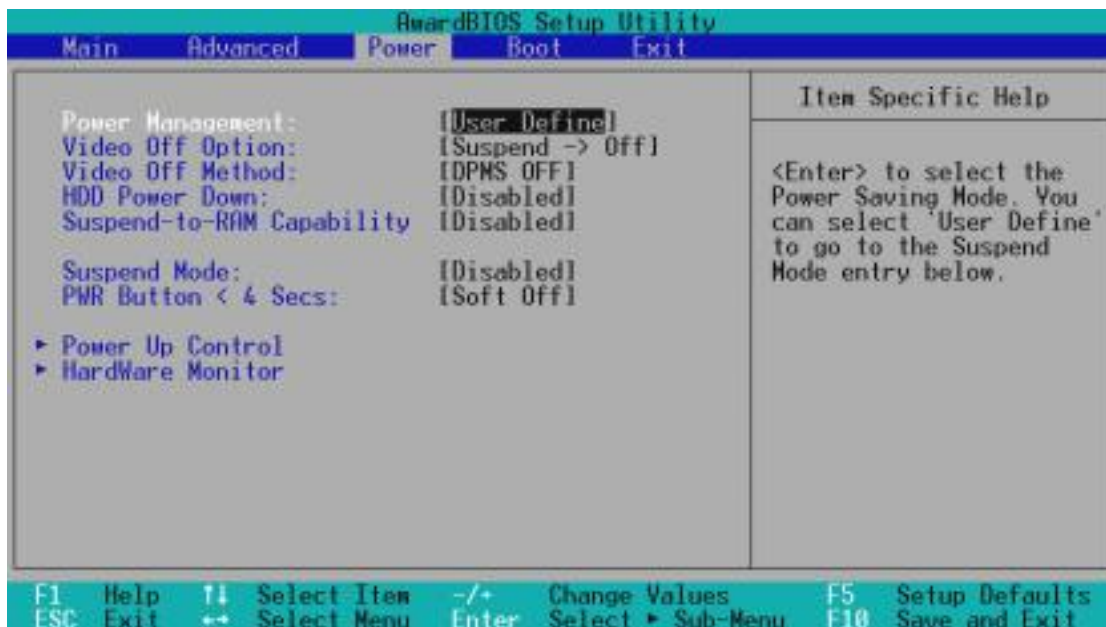 AwardBIOS Setup Utility
Main Advanced Power Boot Exit
Power Management: [User Define]
Video Off Option: [Suspend -> Off]
Video Off Method: [DPMS OFF]
HDD Power Down: [Disabled]
Suspend-to-RAM Capability [Disabled]
Suspend Mode: [Disabled]
PWR Button < 4 Secs: [Soft Off]
▸ Power Up Control
▸ HardWare Monitor
Item Specific Help
<Enter> to select the
Power Saving Mode. You
can select 'User Define'
to go to the Suspend
Mode entry below.
F1 Help ↑↓ Select Item -/+ Change Values F5 Setup Defaults
ESC Exit ←→ Select Menu Enter Select ▸ Sub-Menu F10 Save and Exit